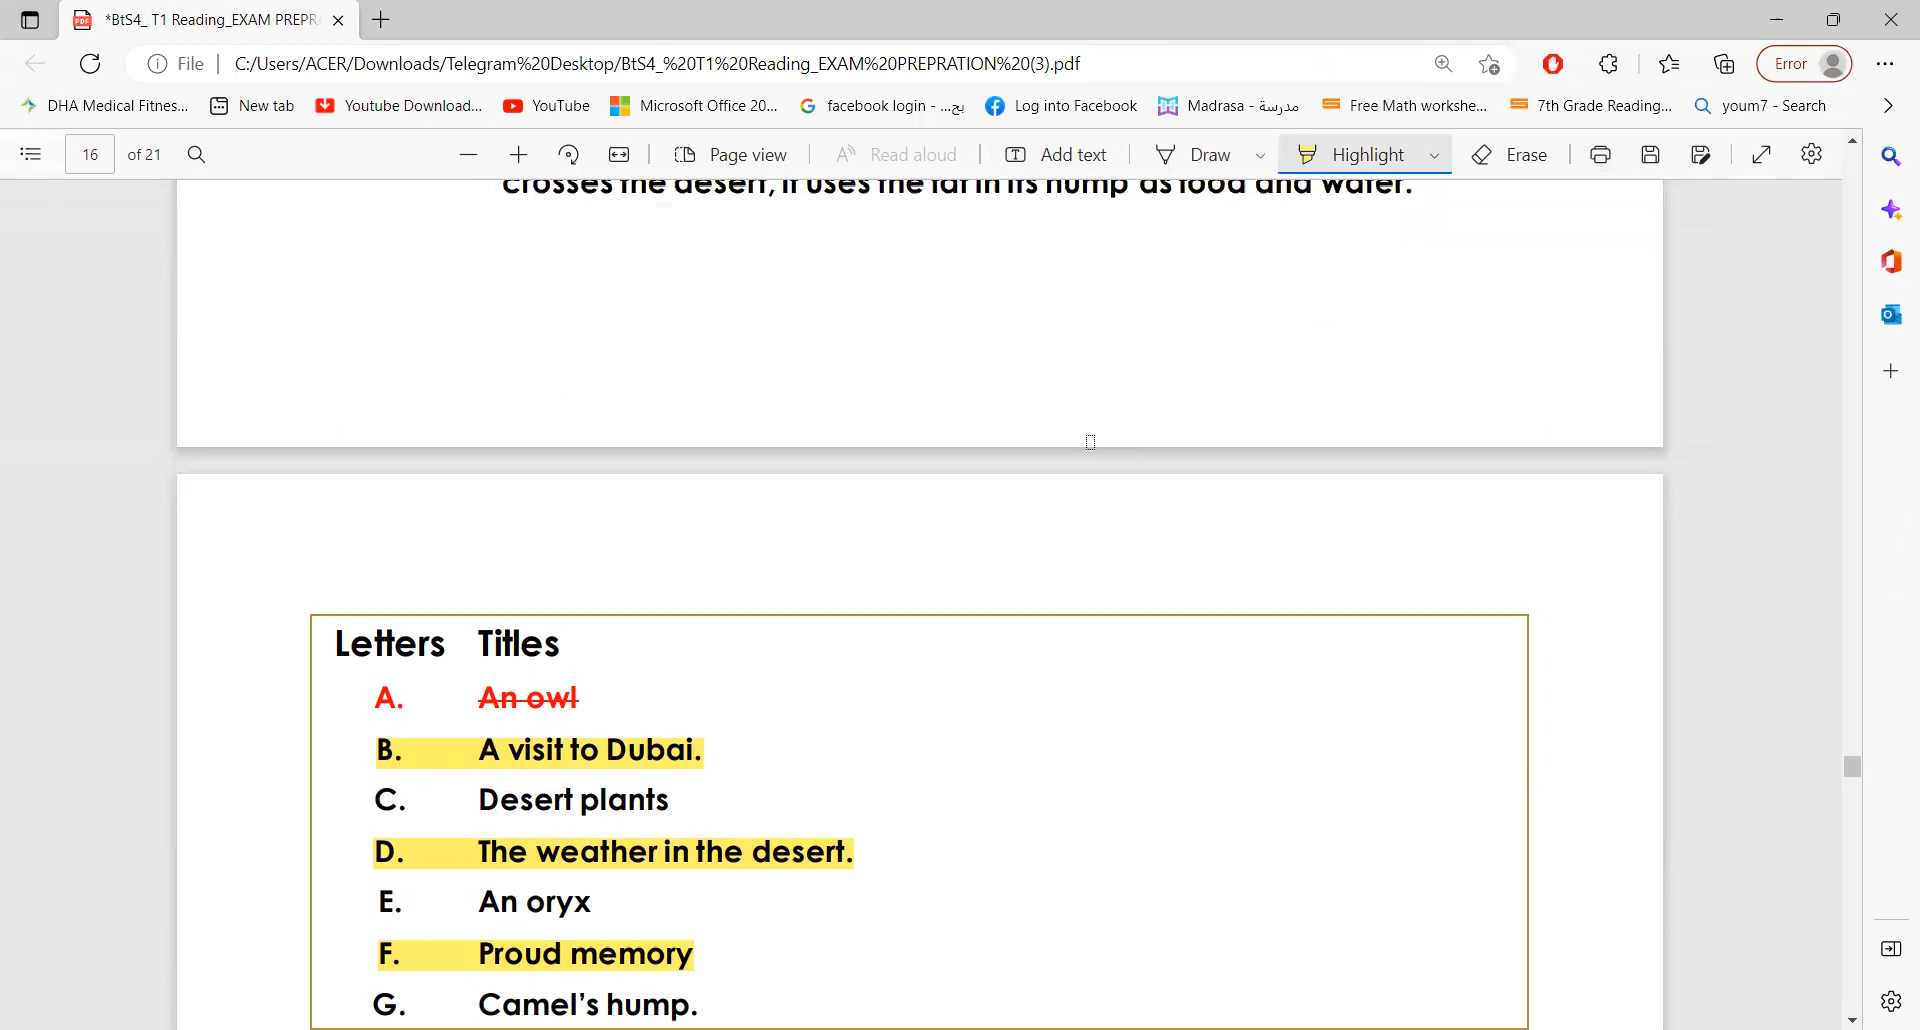 *BtS4_ T1 Reading_EXAM PREPR
File C:/Users/ACER/Downloads/Telegram%20Desktop/BtS4_%20T1%20Reading_EXAM%20PREPRATION%20(3).pdf
Error
DHA Medical Fitnes... New tab Youtube Download... YouTube Microsoft Office 20... facebook login - ...بح Log into Facebook Madrasa - مدرسة Free Math workshe... 7th Grade Reading... youm7 - Search
16 of 21 Page view Read aloud Add text Draw Highlight Erase
crosses the desert, it uses the fat in its hump as food and water.
Letters Titles
A. An owl
B. A visit to Dubai.
C. Desert plants
D. The weather in the desert.
E. An oryx
F. Proud memory
G. Camel's hump.